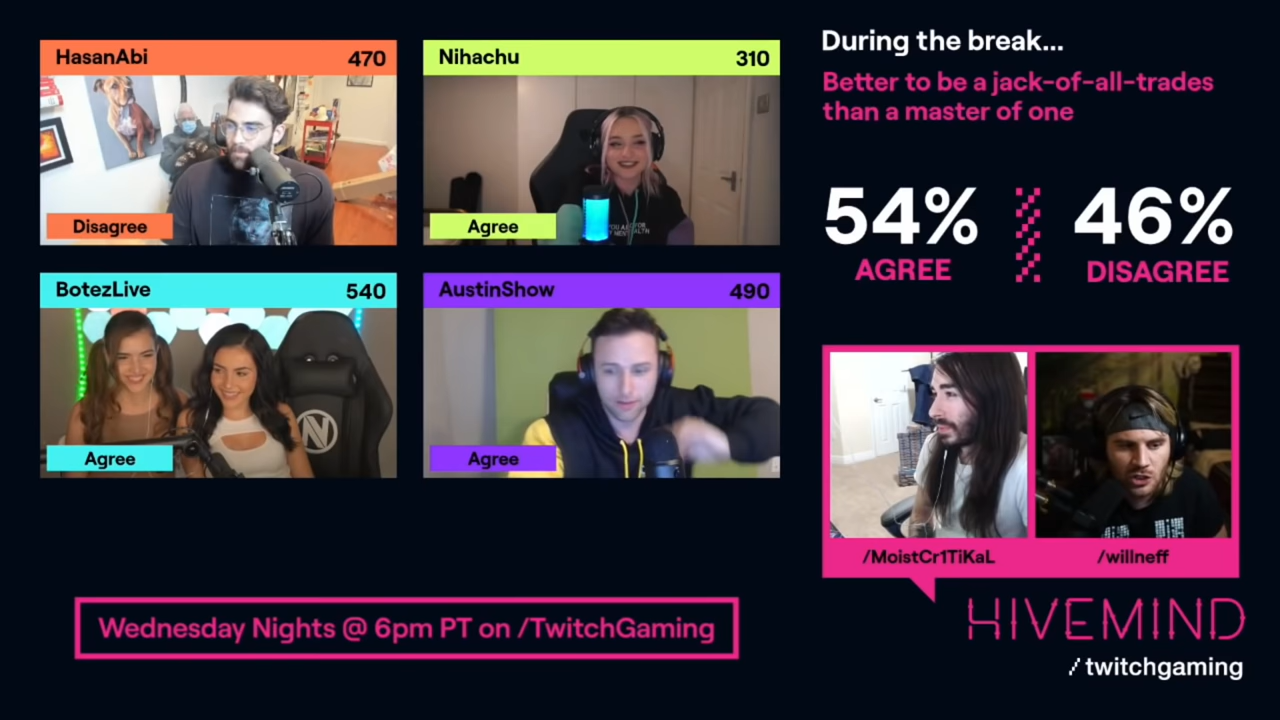 HasanAbi 470
Disagree
Nihachu 310
Agree
BotezLive 540
Agree
AustinShow 490
Agree
During the break...
Better to be a jack-of-all-trades
than a master of one
54% 46%
AGREE DISAGREE
/MoistCr1TiKaL /willneff
HIVEMIND
/twitchgaming
Wednesday Nights @ 6pm PT on /TwitchGaming